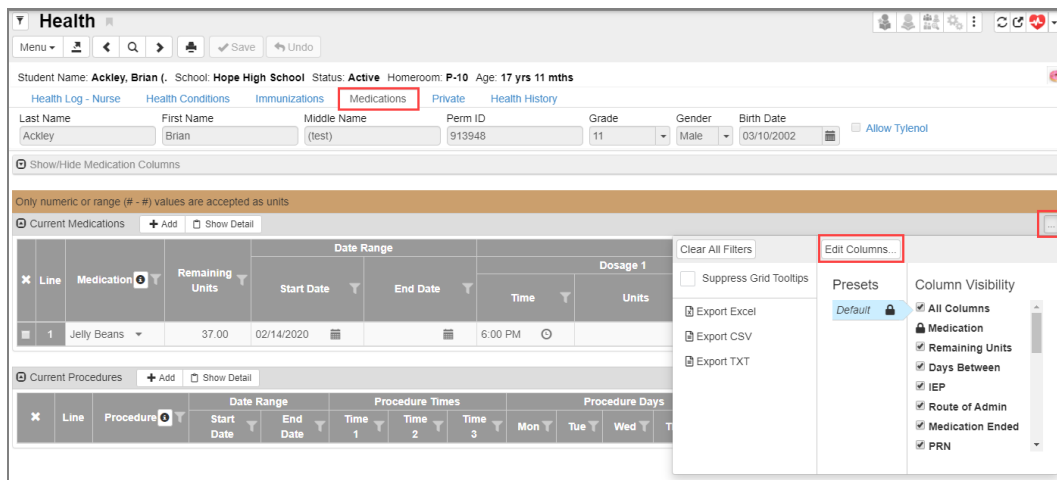 Health
Menu Save Undo
Student Name: Ackley, Brian (. School: Hope High School Status: Active Homeroom: P-10 Age: 17 yrs 11 mths
Health Log - Nurse Health Conditions Immunizations Medications Private Health History
Last Name First Name Middle Name Perm ID Grade Gender Birth Date
Ackley Brian (test) 913948 11 Male 03/10/2002 Allow Tylenol
Show/Hide Medication Columns
Only numeric or range (# - #) values are accepted as units
Current Medications + Add Show Detail ...
Date Range
Dosage 1
Line Medication Remaining Units Start Date End Date Time Units
1 Jelly Beans 37.00 02/14/2020 6:00 PM
Clear All Filters Edit Columns...
Suppress Grid Tooltips
Export Excel
Export CSV
Export TXT
Presets
Default
Column Visibility
All Columns
Medication
Remaining Units
Days Between
IEP
Route of Admin
Medication Ended
PRN
Current Procedures + Add Show Detail
Date Range Procedure Times Procedure Days
Line Procedure Start Date End Date Time 1 Time 2 Time 3 Mon Tue Wed